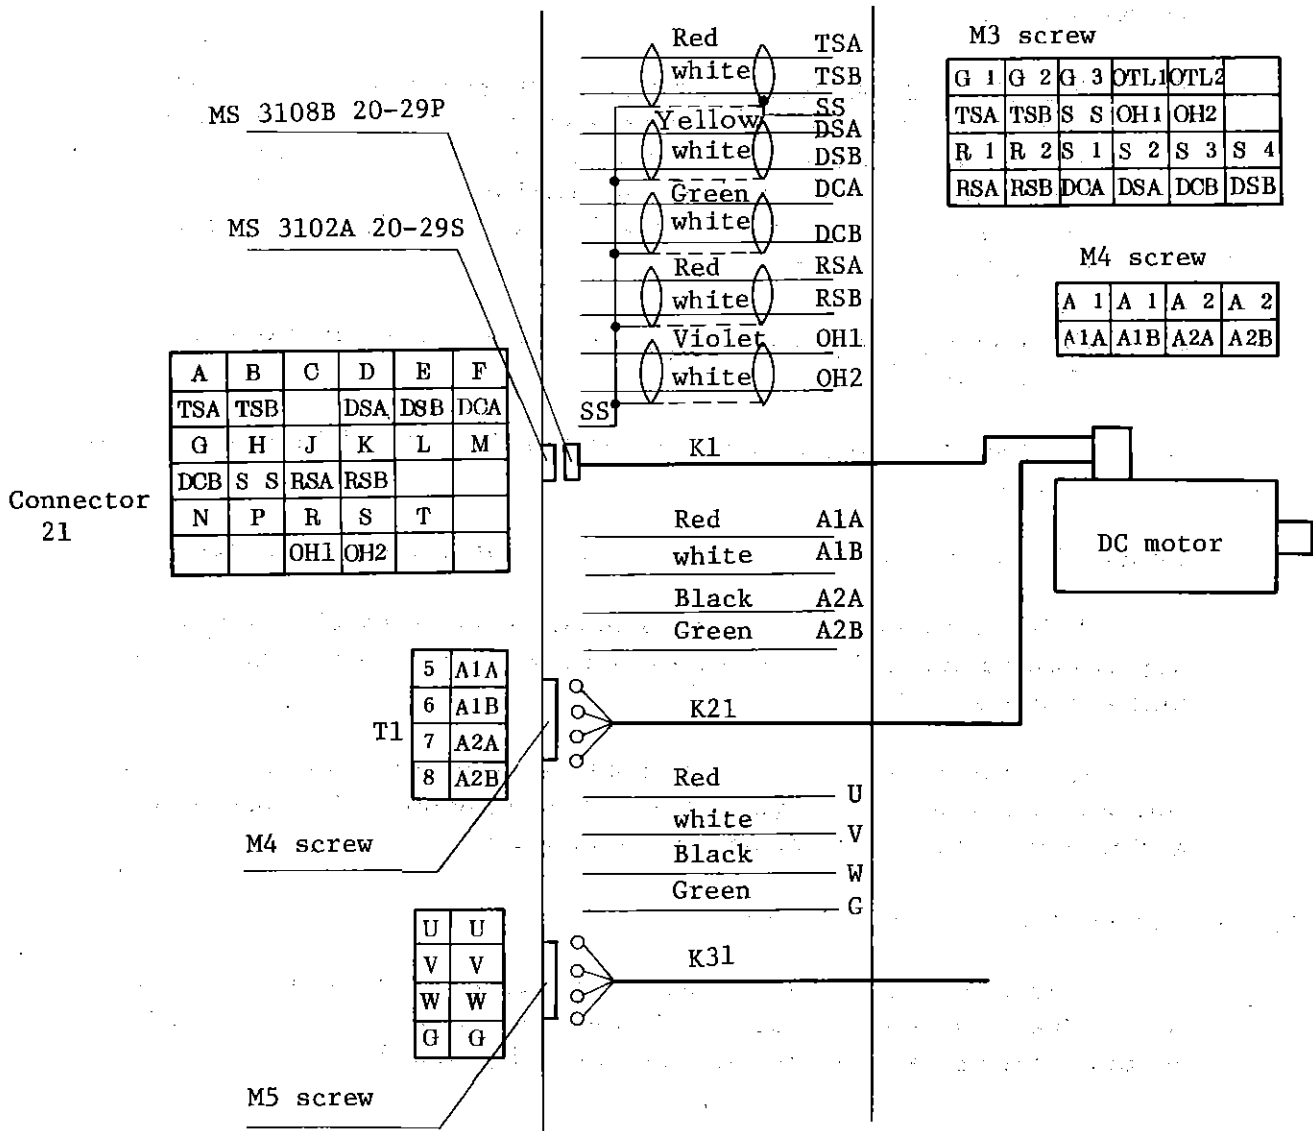 M3 screw
G 1 G 2 G 3 OTL1 OTL2
TSA TSB S S OH1 OH2
R 1 R 2 S 1 S 2 S 3 S 4
RSA RSB DCA DSA DCB DSB
M4 screw
A 1 A 1 A 2 A 2
A1A A1B A2A A2B
Red TSA
white TSB
SS
Yellow DSA
white DSB
Green DCA
white DCB
Red RSA
white RSB
Violet OH1
white OH2
SS
MS 3108B 20-29P
MS 3102A 20-29S
Connector
21
A B C D E F
TSA TSB DSA DSB DCA
G H J K L M
DCB S S RSA RSB
N P R S T
OH1 OH2
K1
DC motor
Red A1A
white A1B
Black A2A
Green A2B
T1
5 A1A
6 A1B
7 A2A
8 A2B
K21
M4 screw
Red U
white V
Black W
Green G
U U
V V
W W
G G
K31
M5 screw